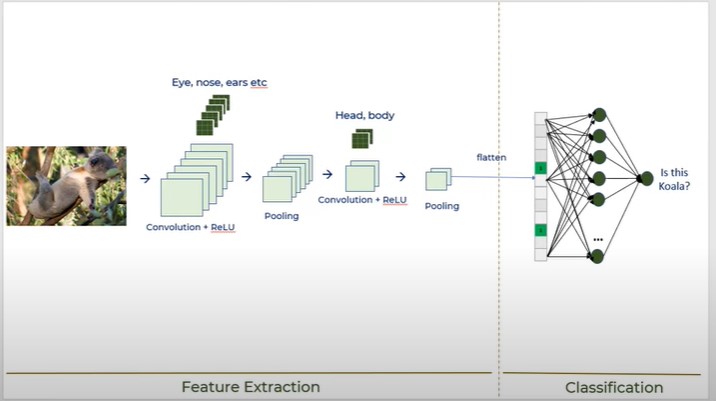 Eye, nose, ears etc
Head, body
flatten
Is this
Koala?
Convolution + ReLU
Pooling
Convolution + ReLU
Pooling
...
Feature Extraction
Classification